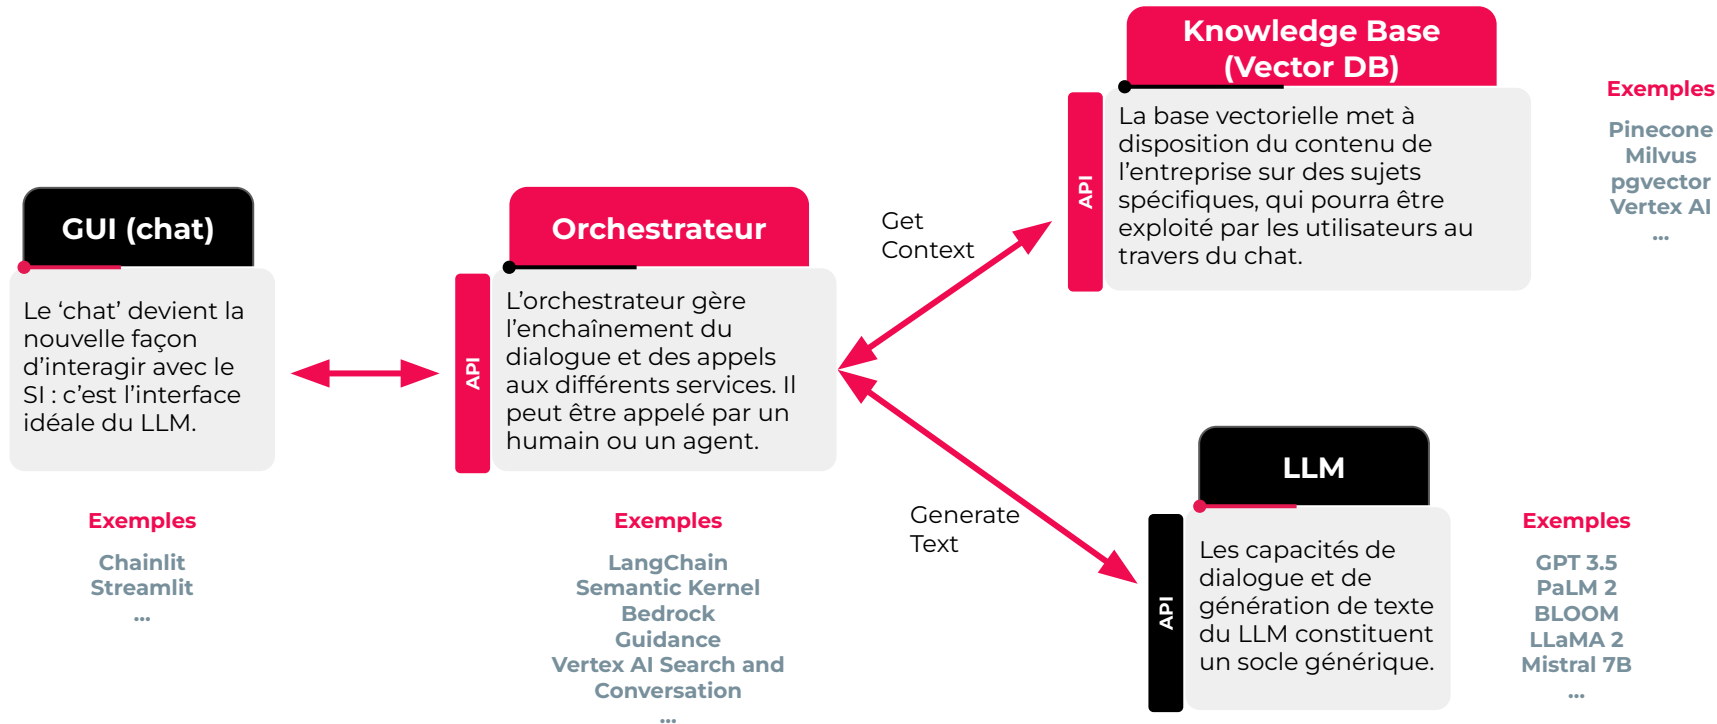 GUI (chat)
Le ‘chat’ devient la
nouvelle façon
d’interagir avec le
SI : c’est l’interface
idéale du LLM.
Exemples
Chainlit
Streamlit
...
Orchestrateur
API
L’orchestrateur gère
l’enchaînement du
dialogue et des appels
aux différents services. Il
peut être appelé par un
humain ou un agent.
Exemples
LangChain
Semantic Kernel
Bedrock
Guidance
Vertex AI Search and
Conversation
...
Get
Context
Generate
Text
Knowledge Base
(Vector DB)
API
La base vectorielle met à
disposition du contenu de
l’entreprise sur des sujets
spécifiques, qui pourra être
exploité par les utilisateurs au
travers du chat.
Exemples
Pinecone
Milvus
pgvector
Vertex AI
...
LLM
API
Les capacités de
dialogue et de
génération de texte
du LLM constituent
un socle générique.
Exemples
GPT 3.5
PaLM 2
BLOOM
LLaMA 2
Mistral 7B
...